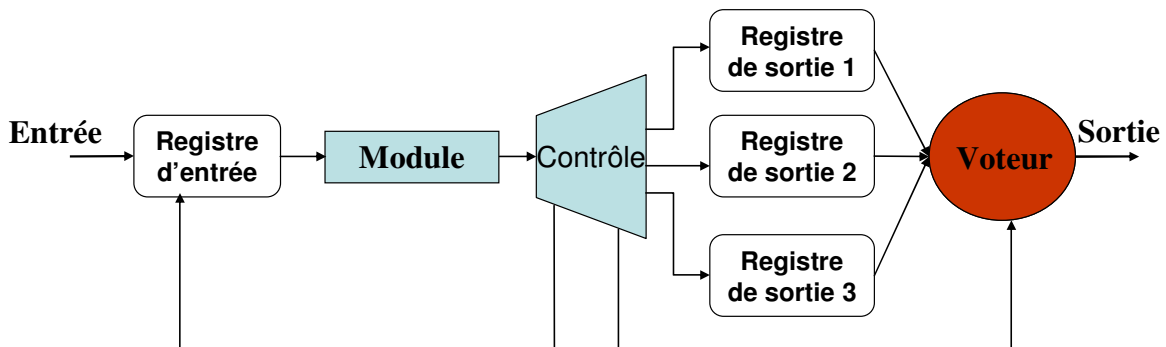 Entrée
Registre
d'entrée
Module
Contrôle
Registre
de sortie 1
Registre
de sortie 2
Registre
de sortie 3
Voteur
Sortie